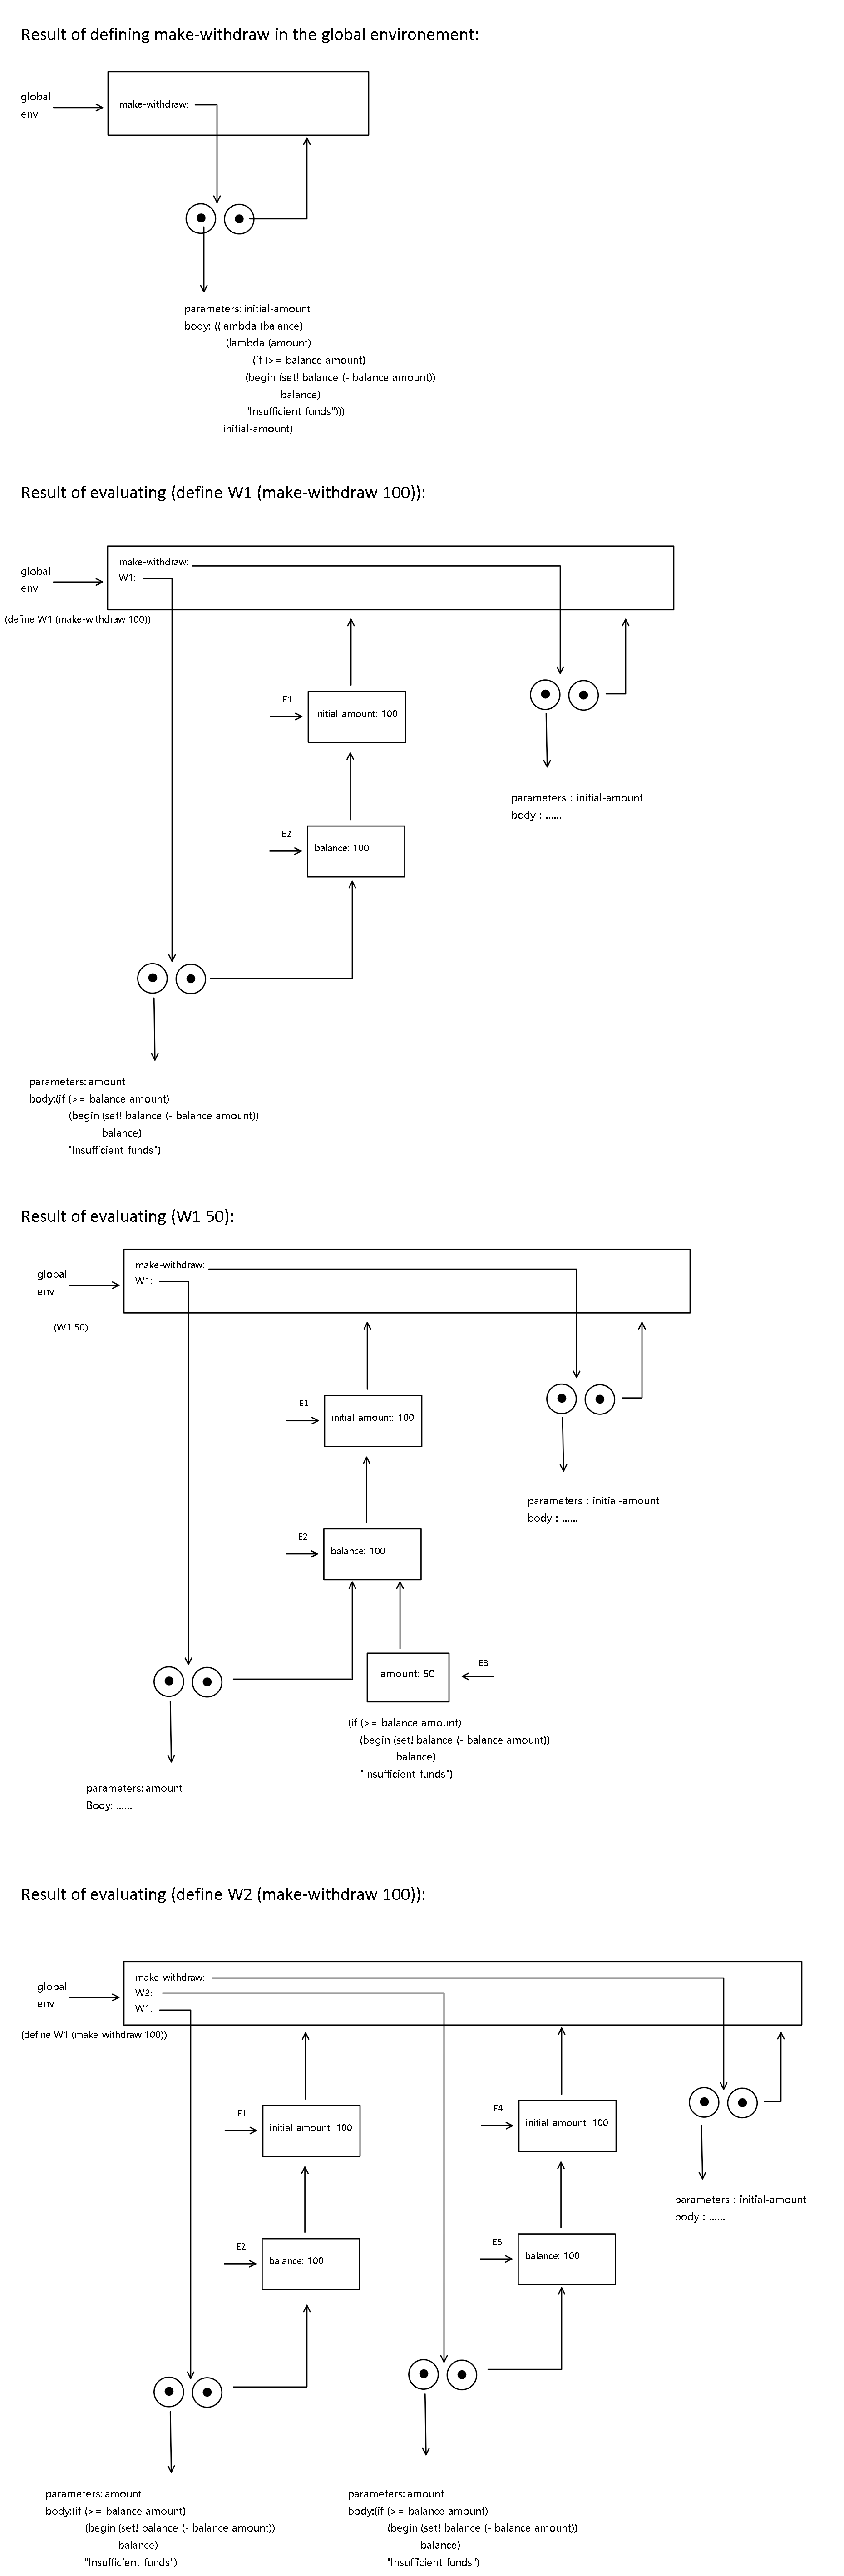 Result of defining make-withdraw in the global environement:
global
env
make-withdraw:
parameters: initial-amount
body: ((lambda (balance)
(lambda (amount)
(if (>= balance amount)
(begin (set! balance (- balance amount))
balance)
"Insufficient funds")))
initial-amount)
Result of evaluating (define W1 (make-withdraw 100)):
global
env
make-withdraw:
W1:
(define W1 (make-withdraw 100))
E1
initial-amount: 100
parameters : initial-amount
body : ......
E2
balance: 100
parameters: amount
body:(if (>= balance amount)
(begin (set! balance (- balance amount))
balance)
"Insufficient funds")
Result of evaluating (W1 50):
global
env
make-withdraw:
W1:
(W1 50)
E1
initial-amount: 100
parameters : initial-amount
body : ......
E2
balance: 100
amount: 50
E3
(if (>= balance amount)
(begin (set! balance (- balance amount))
balance)
"Insufficient funds")
parameters: amount
Body: ......
Result of evaluating (define W2 (make-withdraw 100)):
global
env
make-withdraw:
W2:
W1:
(define W1 (make-withdraw 100))
E1
initial-amount: 100
E4
initial-amount: 100
parameters : initial-amount
body : ......
E2
balance: 100
E5
balance: 100
parameters: amount
body:(if (>= balance amount)
(begin (set! balance (- balance amount))
balance)
"Insufficient funds")
parameters: amount
body:(if (>= balance amount)
(begin (set! balance (- balance amount))
balance)
"Insufficient funds")